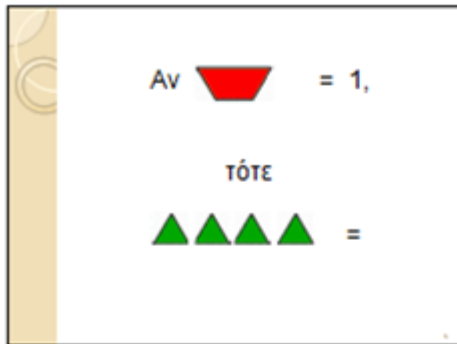 Αν = 1,
τότε
=